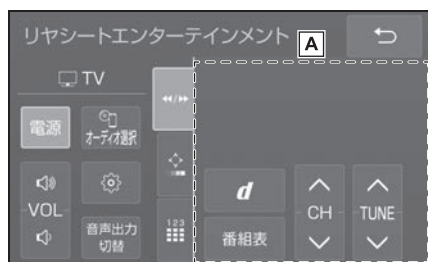 リヤシートエンターテインメント
A
TV
電源
オーディオ選択
VOL
音声出力
切替
123
d
番組表
CH
TUNE